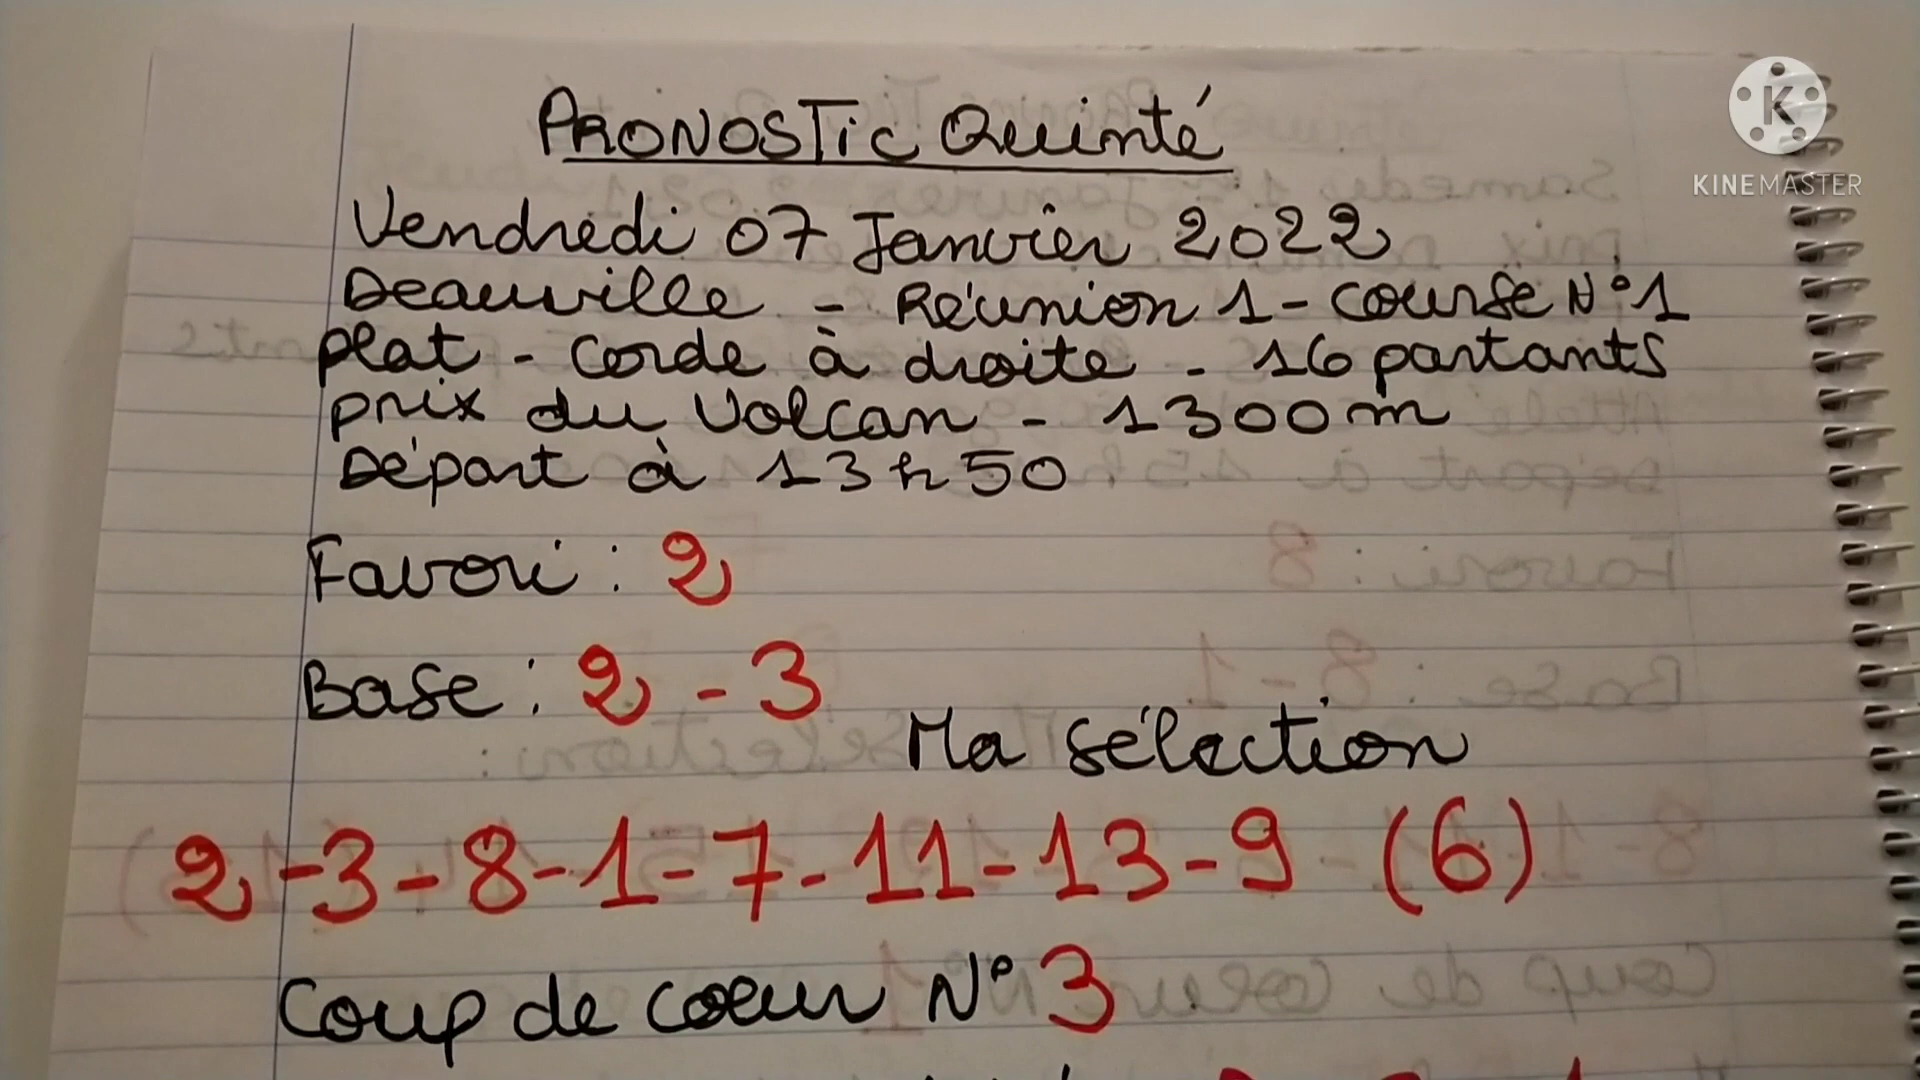 PRONOSTIC Quinté
Vendredi 07 Janvier 2022
Deauville - Réunion 1 - course N°1
plat - corde à droite - 16 partants
prix du Volcan - 1300m
Départ à 13h50
Favori : 2
Base : 2 - 3
Ma sélection
2 - 3 - 8 - 1 - 7 - 11 - 13 - 9 (6)
Coup de cœur N° 3
K
KINEMASTER